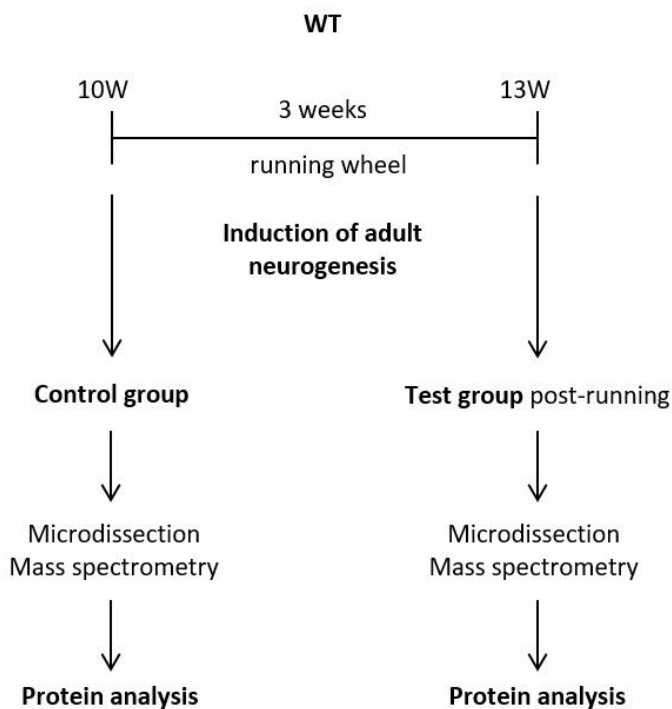 WT
10W
13W
3 weeks
running wheel
Induction of adult
neurogenesis
Control group
Test group post-running
Microdissection
Mass spectrometry
Microdissection
Mass spectrometry
Protein analysis
Protein analysis